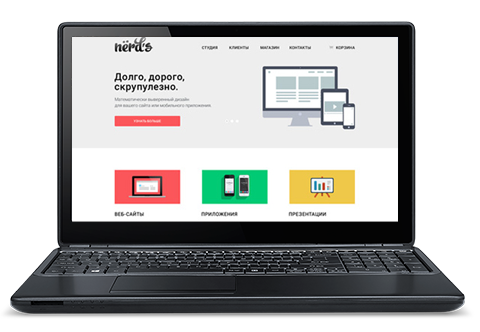 nёrd's
СТУДИЯ КЛИЕНТЫ МАГАЗИН КОНТАКТЫ КОРЗИНА
Долго, дорого,
скрупулезно.
Математически выверенный дизайн
для вашего сайта или мобильного приложения.
УЗНАТЬ БОЛЬШЕ
ВЕБ-САЙТЫ ПРИЛОЖЕНИЯ ПРЕЗЕНТАЦИИ